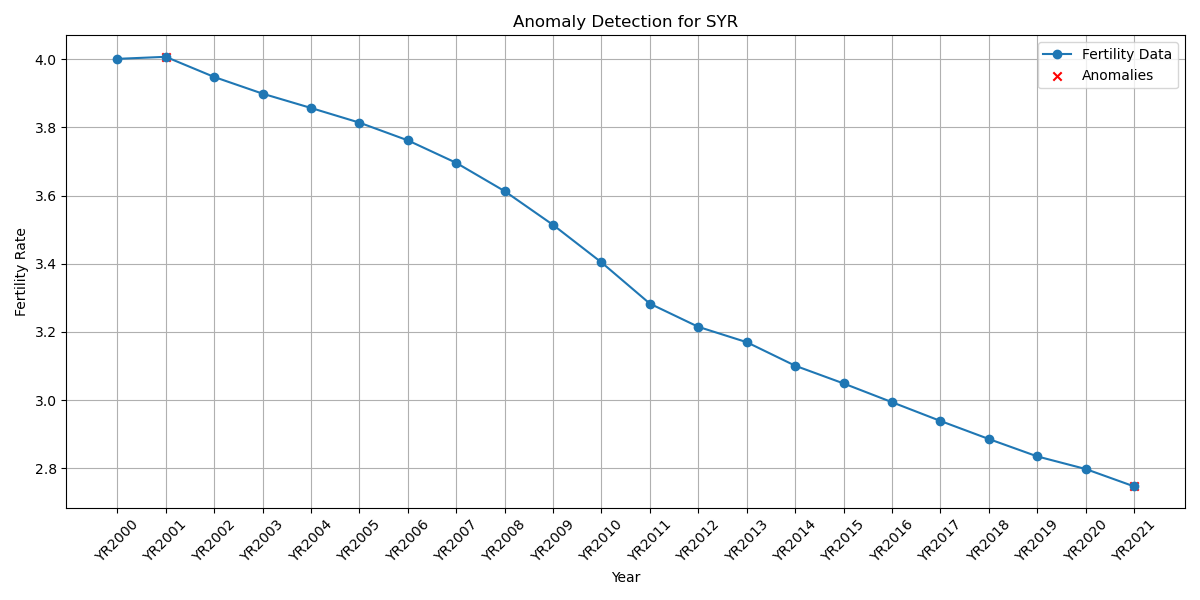 Anomaly Detection for SYR
Fertility Data
Anomalies
Fertility Rate
4.0
3.8
3.6
3.4
3.2
3.0
2.8
YR2000
YR2001
YR2002
YR2003
YR2004
YR2005
YR2006
YR2007
YR2008
YR2009
YR2010
YR2011
YR2012
YR2013
YR2014
YR2015
YR2016
YR2017
YR2018
YR2019
YR2020
YR2021
Year